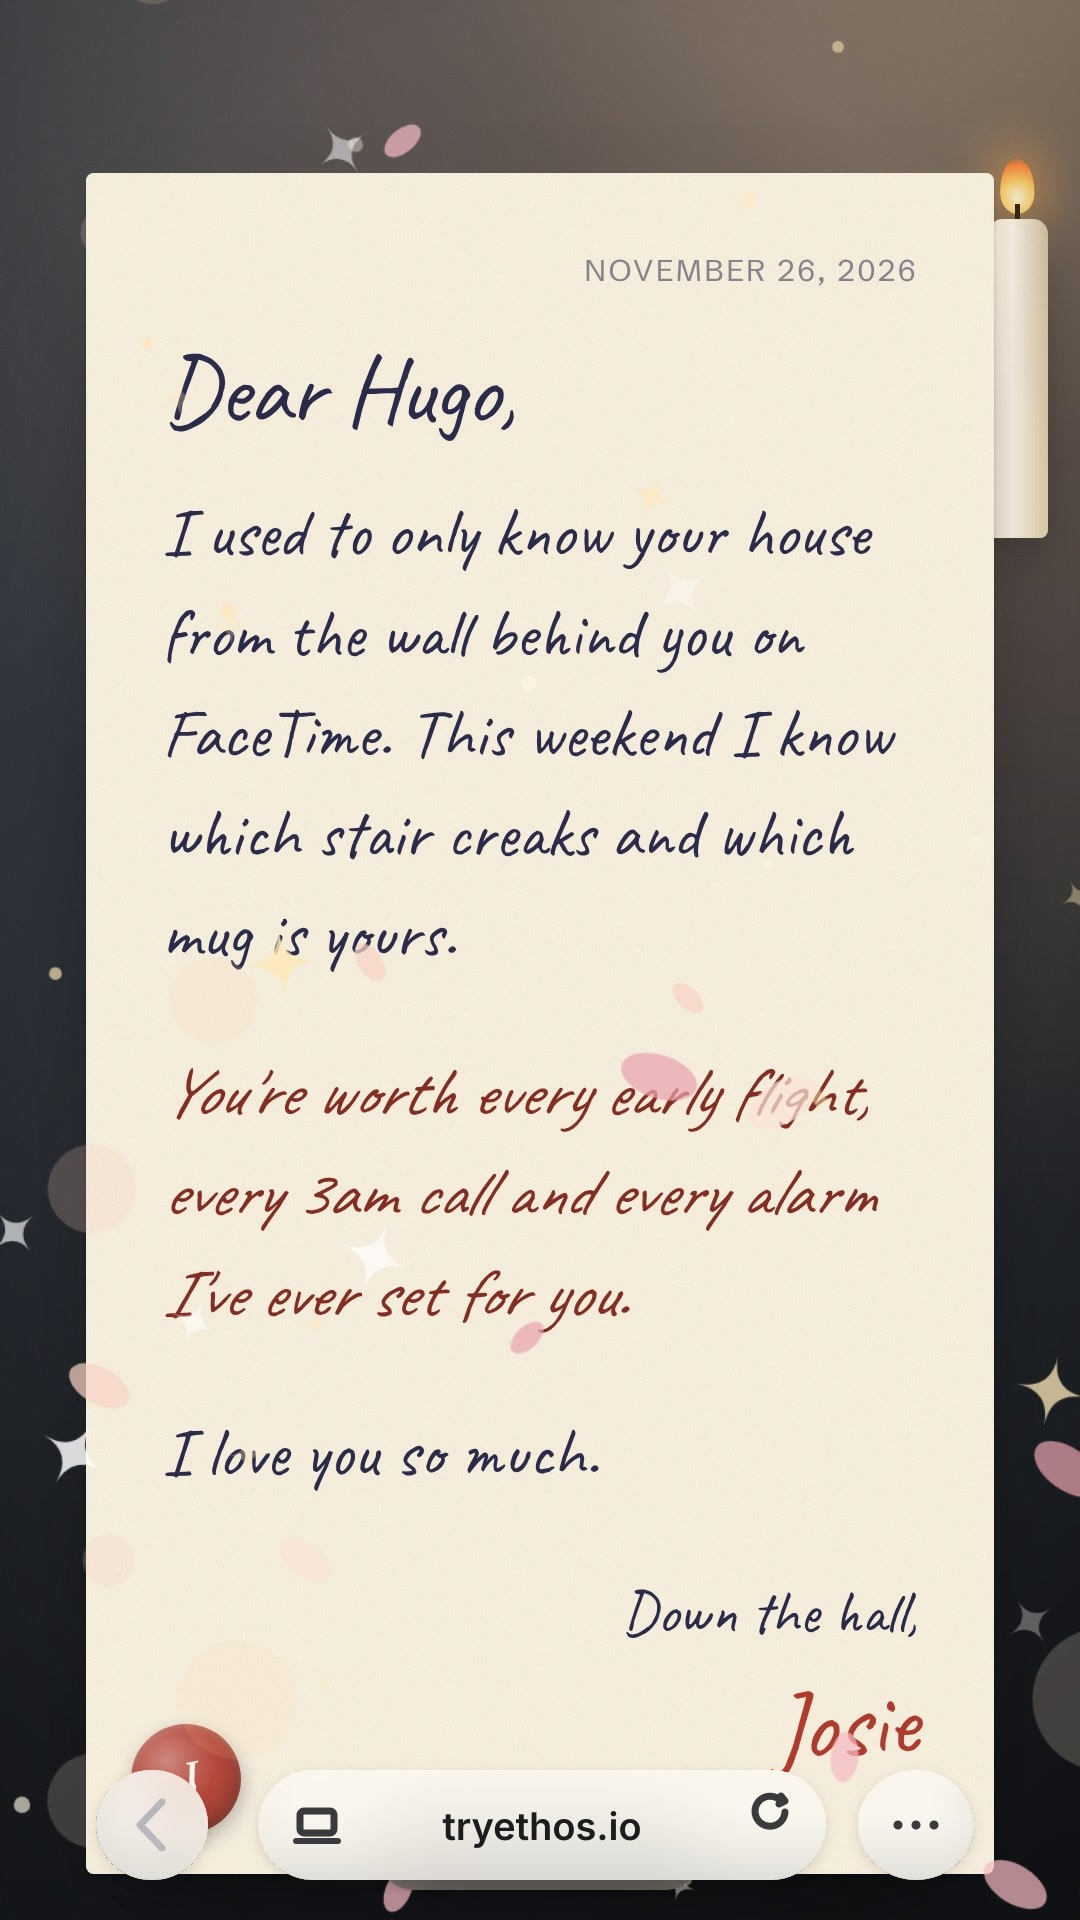 NOVEMBER 26, 2026
Dear Hugo,
I used to only know your house
from the wall behind you on
FaceTime. This weekend I know
which stair creaks and which
mug is yours.
You're worth every early flight,
every 3am call and every alarm
I've ever set for you.
I love you so much.
Down the hall,
Josie
J
tryethos.io